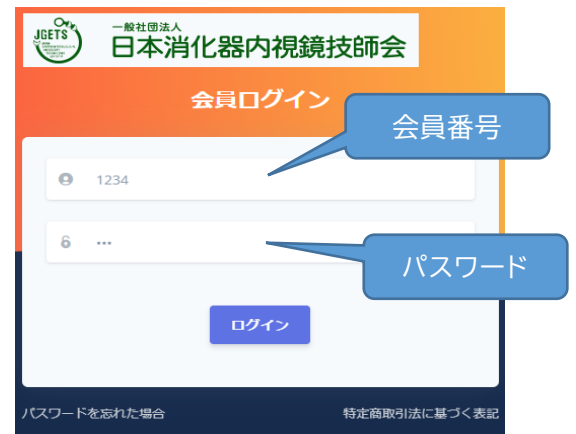 JGETS
一般社団法人
日本消化器内視鏡技師会
会員ログイン
会員番号
1234
•••
パスワード
ログイン
パスワードを忘れた場合
特定商取引法に基づく表記